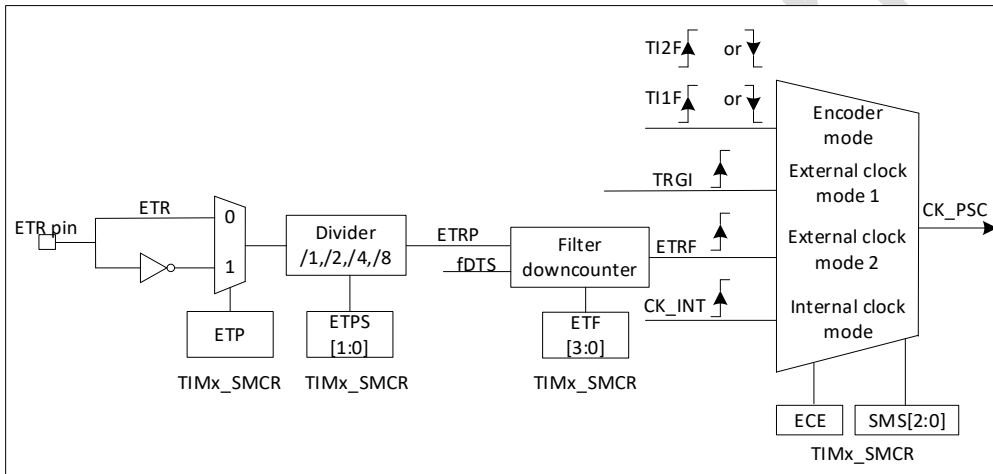 TI2F or
TI1F or
Encoder
mode
TRGI
External clock
mode 1
CK_PSC
ETR pin
ETR
0
1
Divider
/1,/2,/4,/8
ETRP
fDTS
Filter
downcounter
ETRF
External clock
mode 2
CK_INT
Internal clock
mode
ETP
TIMx_SMCR
ETPS
[1:0]
TIMx_SMCR
ETF
[3:0]
TIMx_SMCR
ECE
SMS[2:0]
TIMx_SMCR